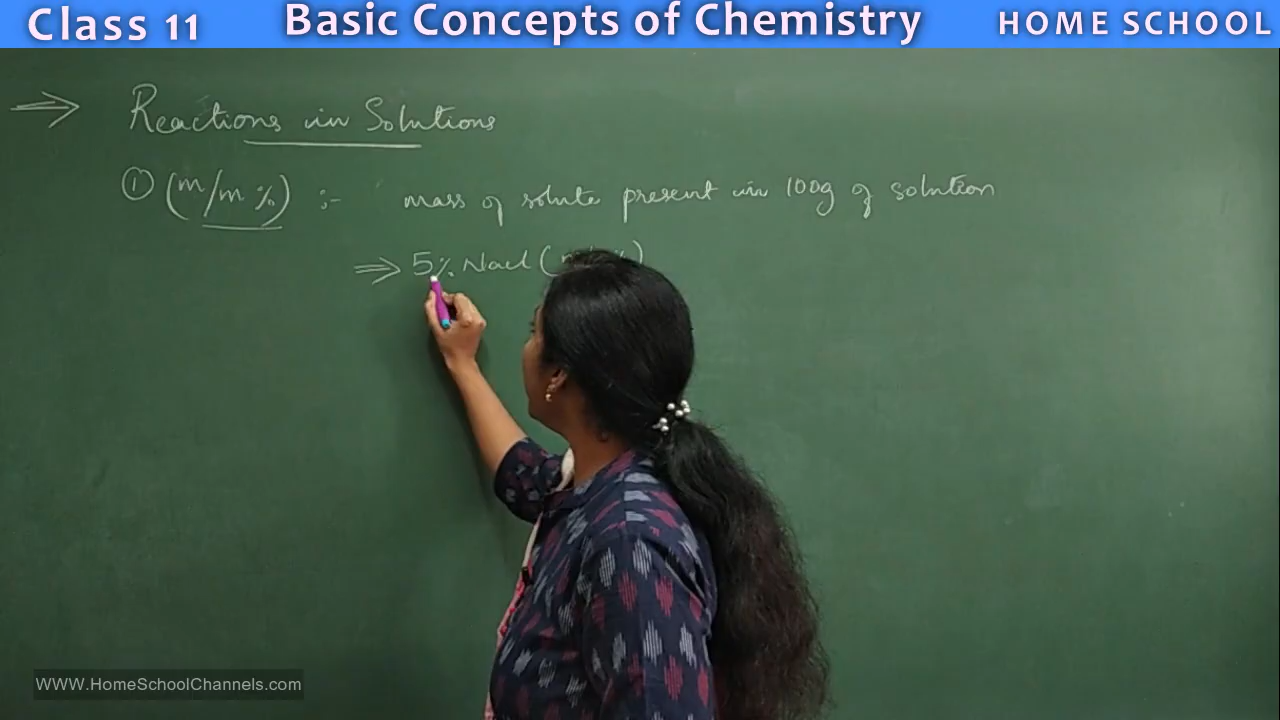 Class 11 Basic Concepts of Chemistry HOME SCHOOL
⇒ Reactions in Solutions
① (m/m %) :- mass of solute present in 100g of solution
⇒ 5% Nacl (
WWW.HomeSchoolChannels.com